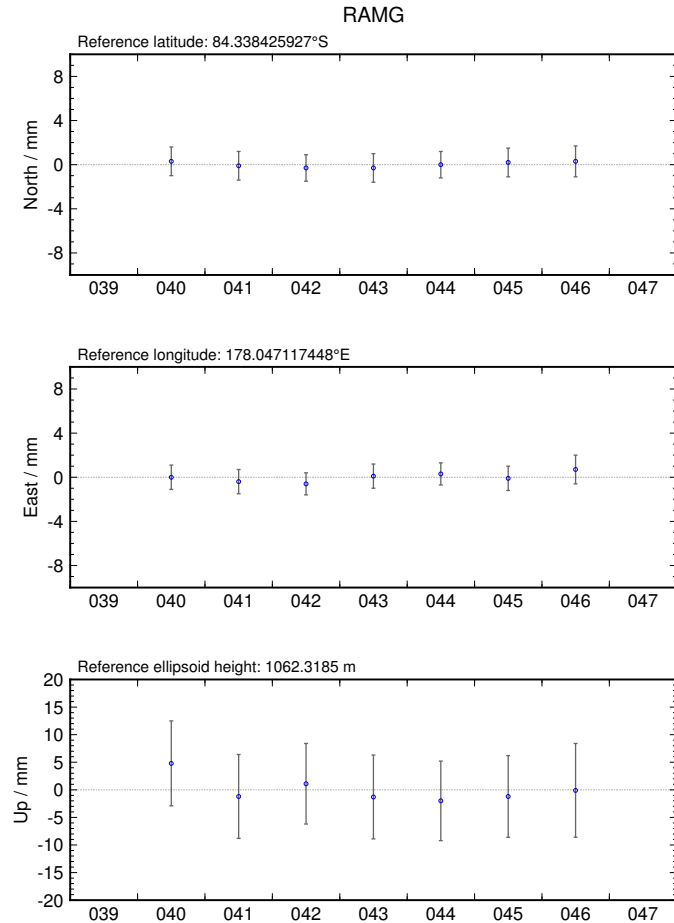 RAMG
Reference latitude: 84.338425927°S
8
4
0
-4
-8
North / mm
039 040 041 042 043 044 045 046 047
Reference longitude: 178.047117448°E
8
4
0
-4
-8
East / mm
039 040 041 042 043 044 045 046 047
Reference ellipsoid height: 1062.3185 m
20
15
10
5
0
-5
-10
-15
-20
Up / mm
039 040 041 042 043 044 045 046 047